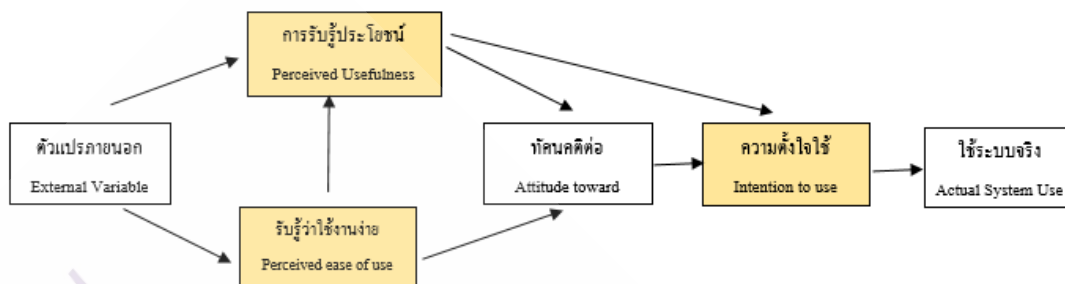 การรับรู้ประโยชน์
Perceived Usefulness
ตัวแปรภายนอก
External Variable
ทัศนคติต่อ
Attitude toward
ความตั้งใจใช้
Intention to use
ใช้ระบบจริง
Actual System Use
รับรู้ว่าใช้งานง่าย
Perceived ease of use